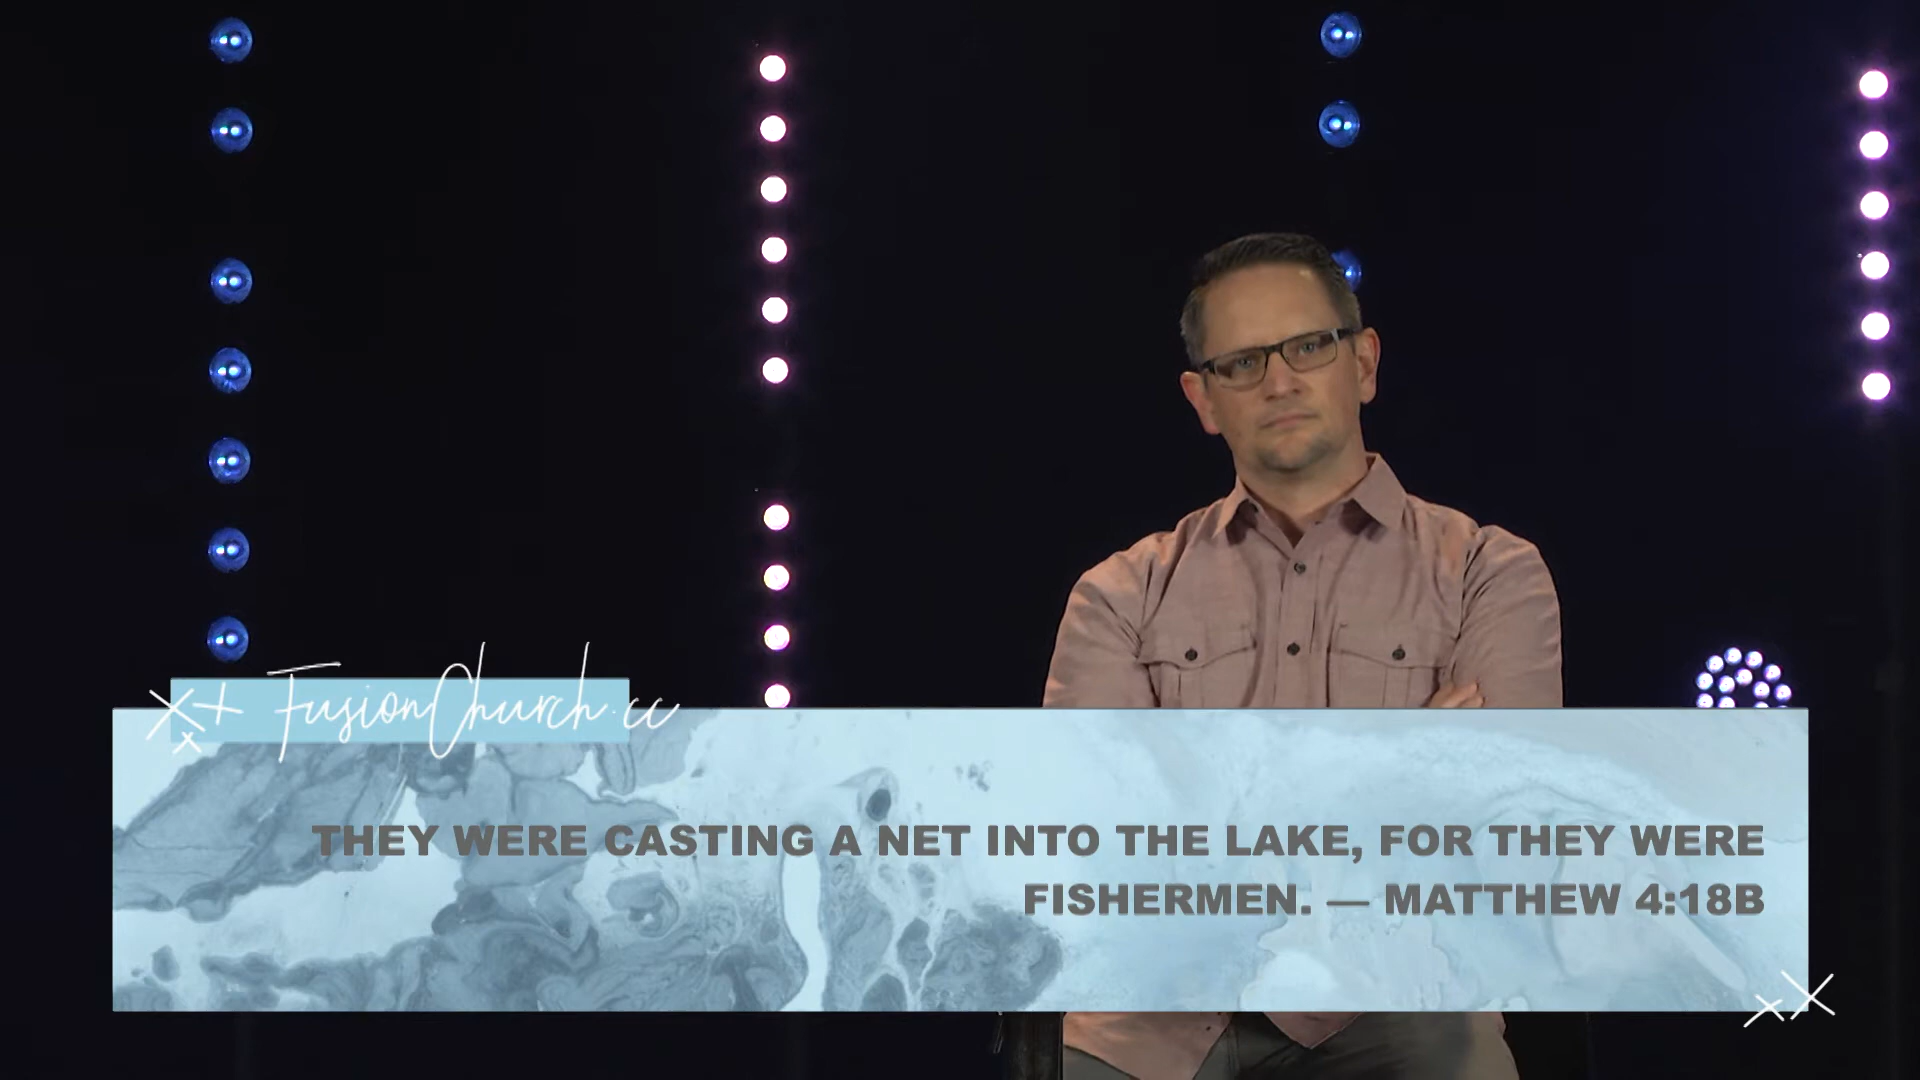 FusionChurch.cc
THEY WERE CASTING A NET INTO THE LAKE, FOR THEY WERE
FISHERMEN. — MATTHEW 4:18B